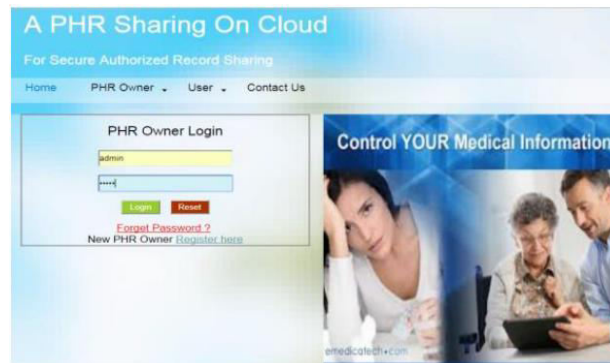 A PHR Sharing On Cloud
For Secure Authorized Record Sharing
Home PHR Owner User Contact Us
PHR Owner Login
admin
•••••
Login Reset
Forget Password ?
New PHR Owner Register here
Control YOUR Medical Information
emedicatech.com